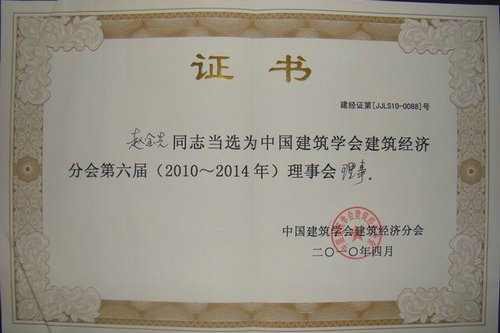 证书
建经证第[JJLS10-0088]号
赵金先同志当选为中国建筑学会建筑经济
分会第六届（2010～2014年）理事会理事.
中国建筑学会建筑经济分会
二〇一〇年四月